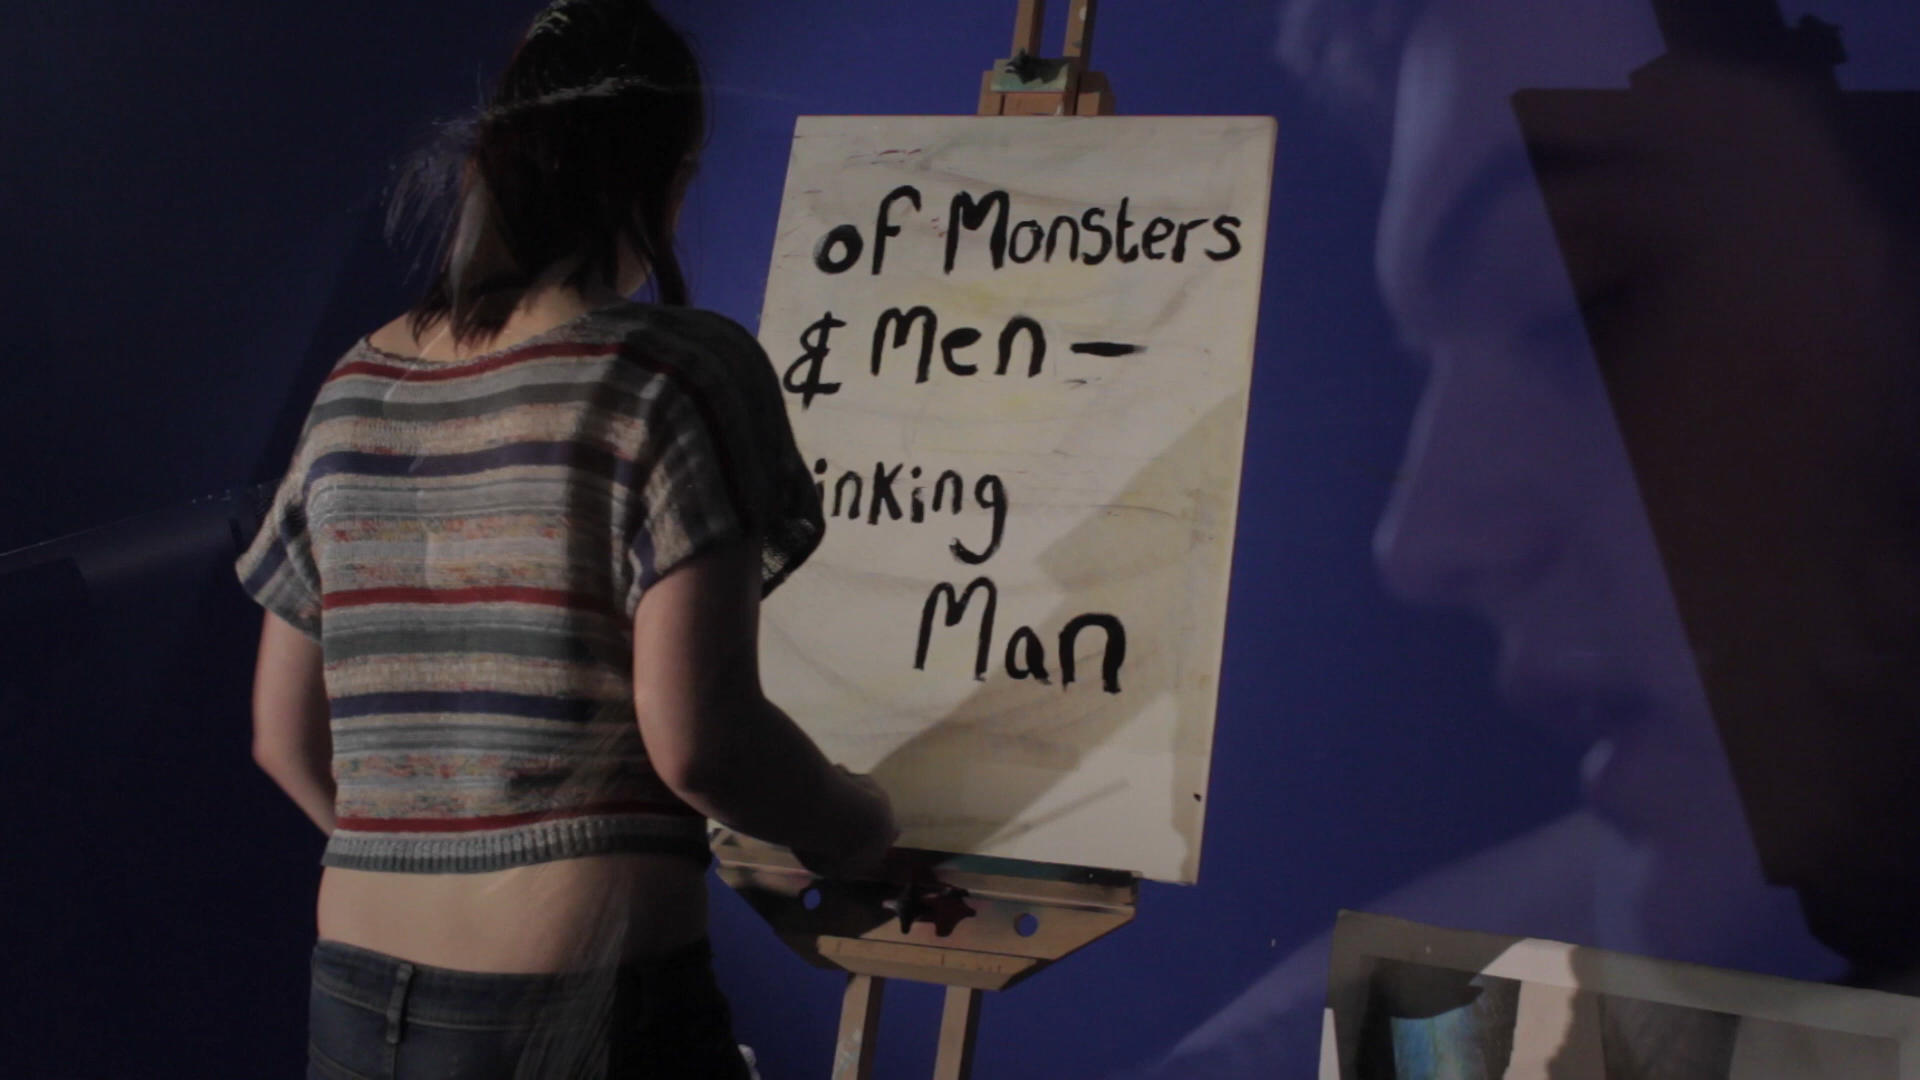 of Monsters
& Men —
inking
Man